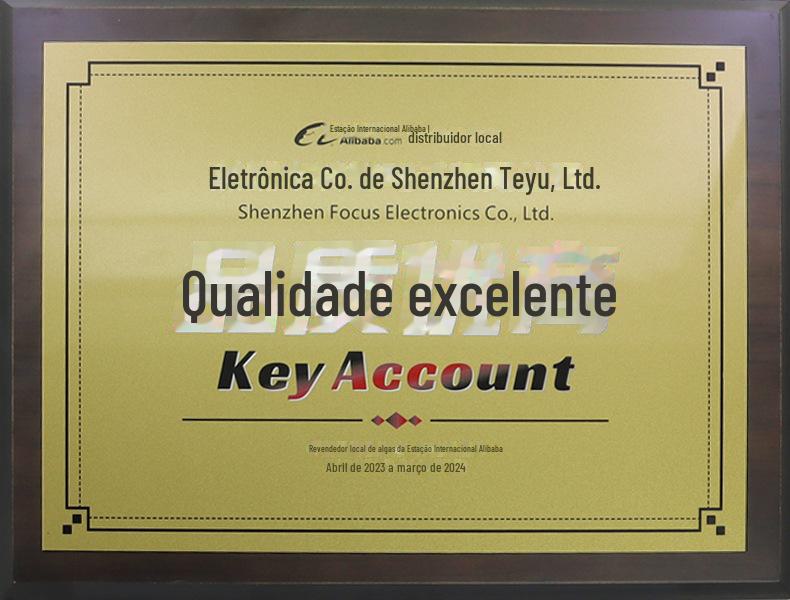 Estação Internacional Alibaba |
Alibaba.com distribuidor local
Eletrônica Co. de Shenzhen Teyu, Ltd.
Shenzhen Focus Electronics Co., Ltd.
Qualidade excelente
Key Account
Revendedor local de algas da Estação Internacional Alibaba
Abril de 2023 a março de 2024